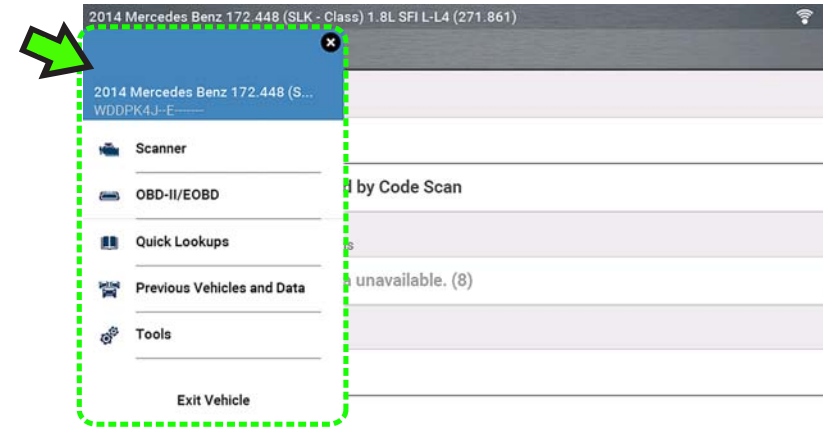 2014 Mercedes Benz 172.448 (SLK - Class) 1.8L SFI L-L4 (271.861)
2014 Mercedes Benz 172.448 (S...
WDDPK4J--E-------
Scanner
OBD-II/EOBD
Quick Lookups
Previous Vehicles and Data
Tools
Exit Vehicle
by Code Scan
unavailable. (8)